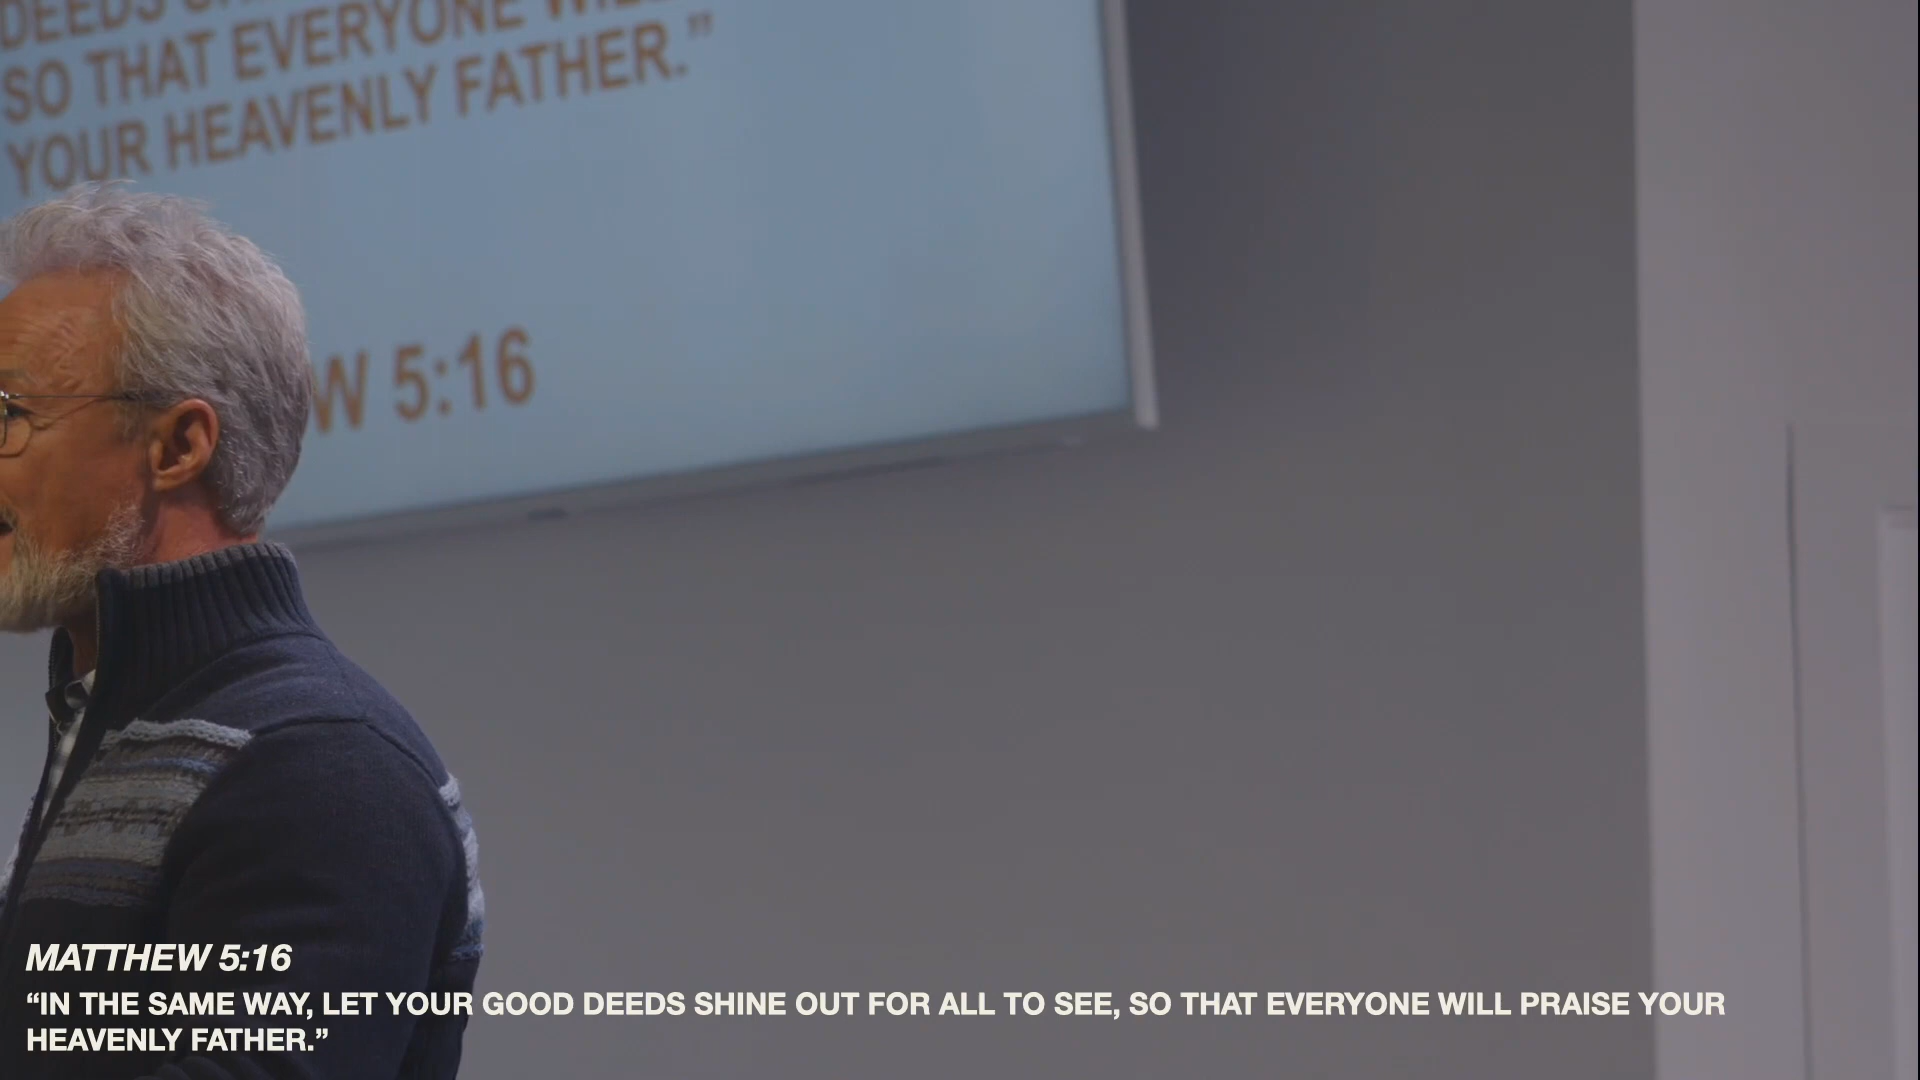 DEEDS
SO THAT EVERYONE
YOUR HEAVENLY FATHER.”
W 5:16
MATTHEW 5:16
“IN THE SAME WAY, LET YOUR GOOD DEEDS SHINE OUT FOR ALL TO SEE, SO THAT EVERYONE WILL PRAISE YOUR
HEAVENLY FATHER.”